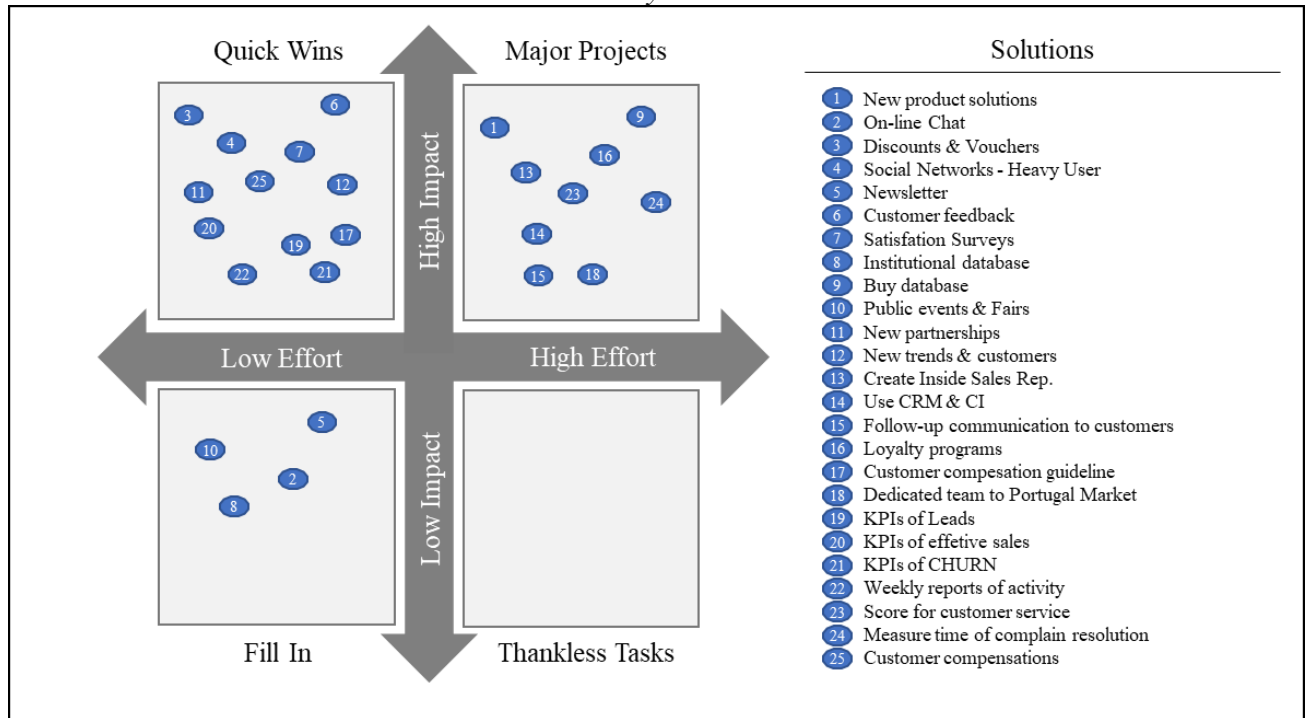 Quick Wins
Major Projects
Solutions
3
6
4
7
25
11
12
20
19
17
22
21
High Impact
1
9
16
13
23
24
14
15
18
Low Effort
High Effort
5
10
2
8
Low Impact
Fill In
Thankless Tasks
1 New product solutions
2 On-line Chat
3 Discounts & Vouchers
4 Social Networks - Heavy User
5 Newsletter
6 Customer feedback
7 Satisfation Surveys
8 Institutional database
9 Buy database
10 Public events & Fairs
11 New partnerships
12 New trends & customers
13 Create Inside Sales Rep.
14 Use CRM & CI
15 Follow-up communication to customers
16 Loyalty programs
17 Customer compesation guideline
18 Dedicated team to Portugal Market
19 KPIs of Leads
20 KPIs of effetive sales
21 KPIs of CHURN
22 Weekly reports of activity
23 Score for customer service
24 Measure time of complain resolution
25 Customer compensations